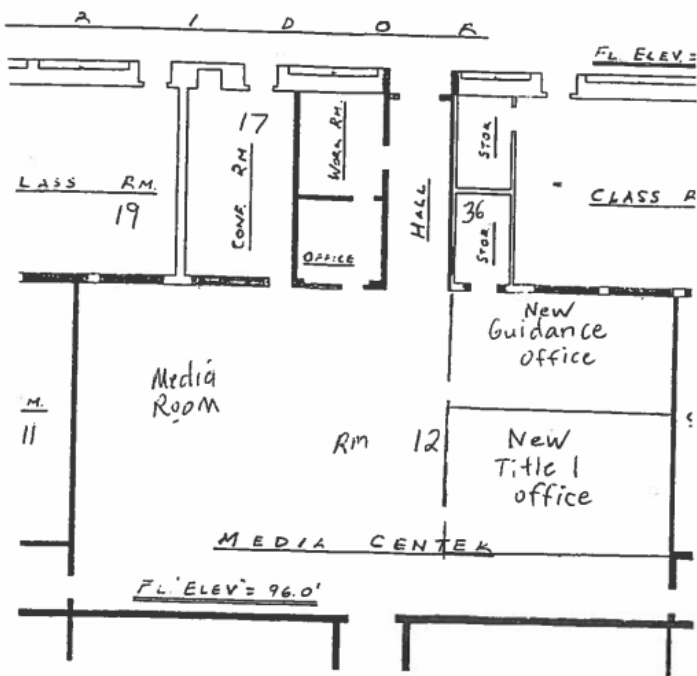 R I D O R
FL. ELEV. =
17
WORK RM.
STOR.
CONF. RM
LASS RM.
19
HALL
36
STOR.
CLASS R
OFFICE
New
Guidance
office
Media
Room
M.
11
Rm 12
New
Title 1
office
MEDIA CENTER
FL. ELEV = 96.0'